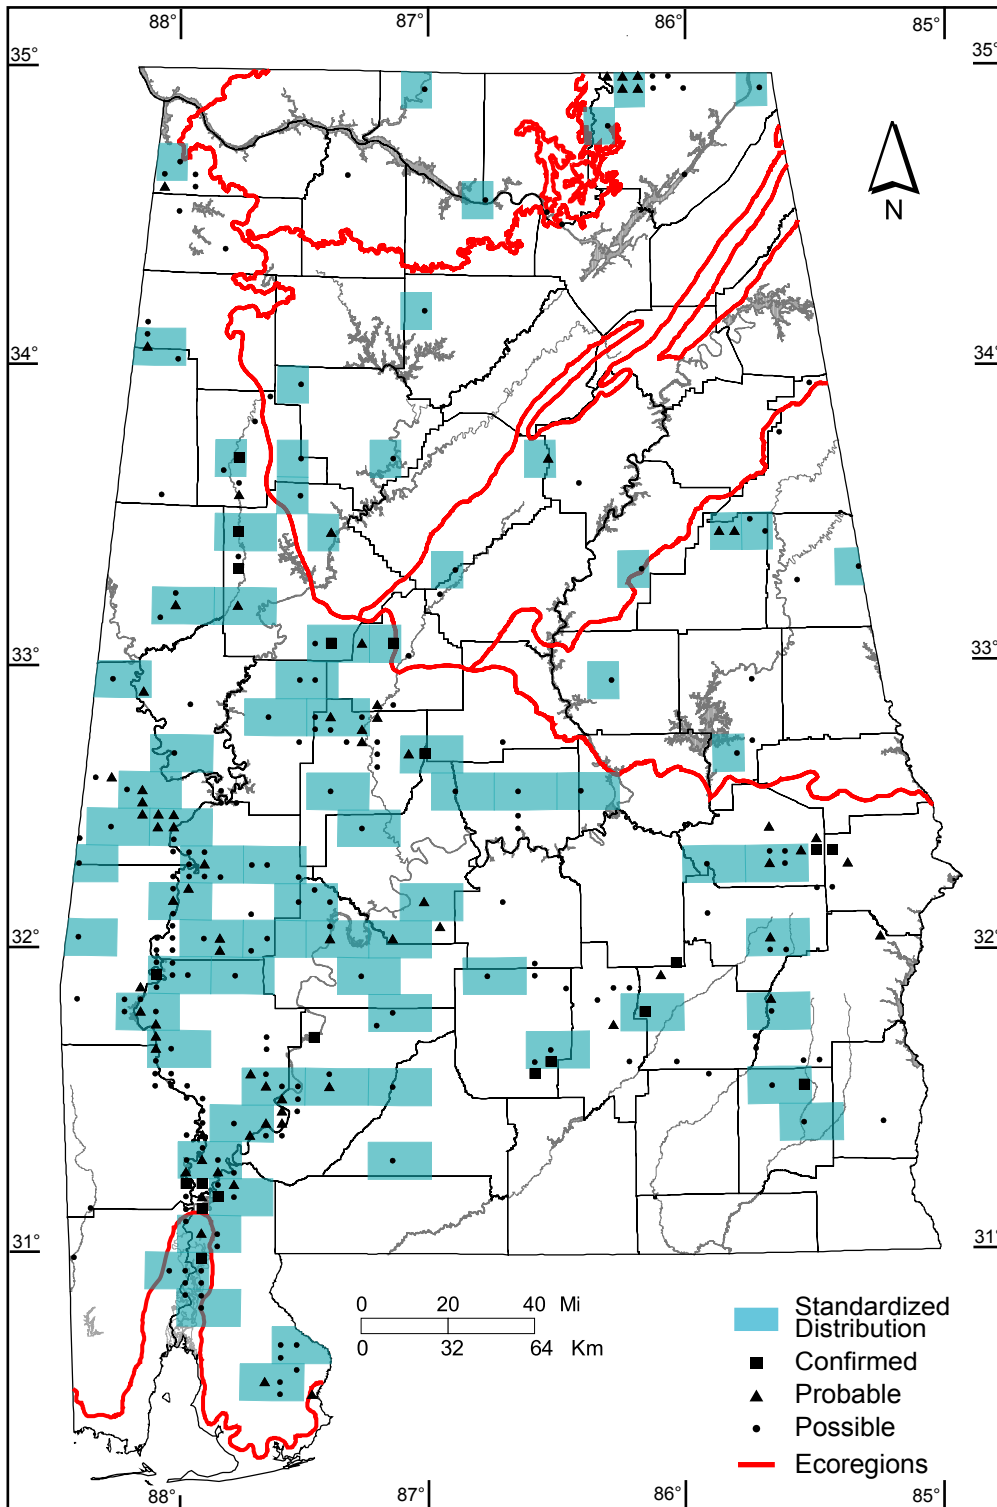 88° 87° 86° 85°
35° 35°
N
34° 34°
33° 33°
32° 32°
31° 31°
0 20 40 Mi
0 32 64 Km
Standardized
Distribution
Confirmed
Probable
Possible
Ecoregions
88° 87° 86° 85°